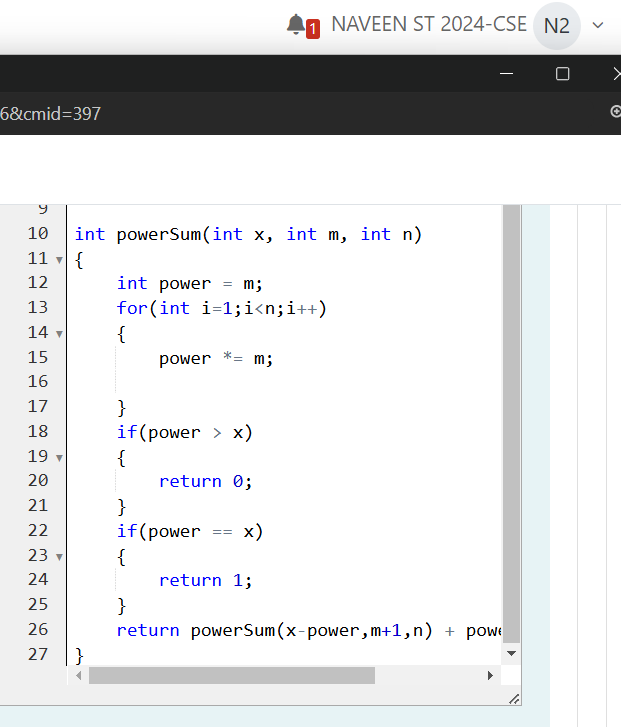 1 NAVEEN ST 2024-CSE N2
6&cmid=397
9
10 int powerSum(int x, int m, int n)
11 {
12 int power = m;
13 for(int i=1;i<n;i++)
14 {
15 power *= m;
16
17 }
18 if(power > x)
19 {
20 return 0;
21 }
22 if(power == x)
23 {
24 return 1;
25 }
26 return powerSum(x-power,m+1,n) + powe
27 }